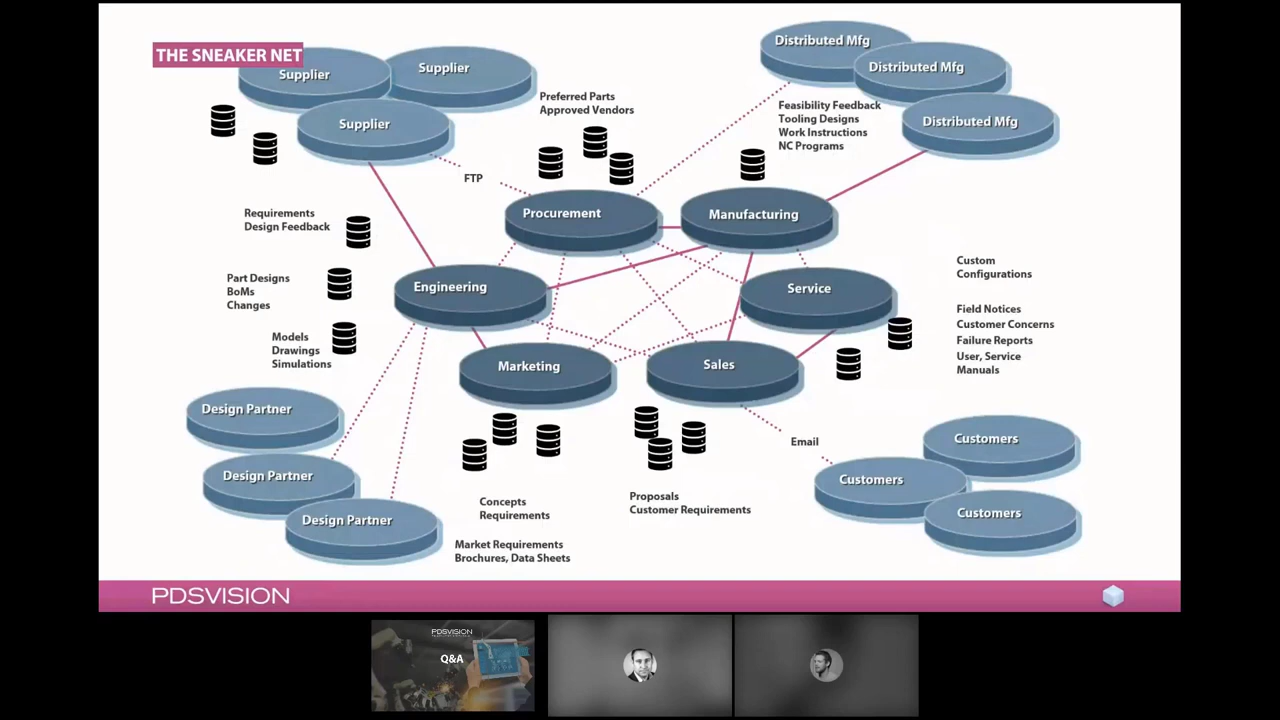 THE SNEAKER NET
Supplier
Supplier
Supplier
Distributed Mfg
Distributed Mfg
Distributed Mfg
Preferred Parts
Approved Vendors
Feasibility Feedback
Tooling Designs
Work Instructions
NC Programs
FTP
Procurement
Manufacturing
Requirements
Design Feedback
Part Designs
BoMs
Changes
Engineering
Service
Custom
Configurations
Field Notices
Customer Concerns
Failure Reports
User, Service
Manuals
Models
Drawings
Simulations
Marketing
Sales
Design Partner
Design Partner
Design Partner
Email
Customers
Customers
Customers
Concepts
Requirements
Proposals
Customer Requirements
Market Requirements
Brochures, Data Sheets
PDSVISION
PDSVISION
Q&A